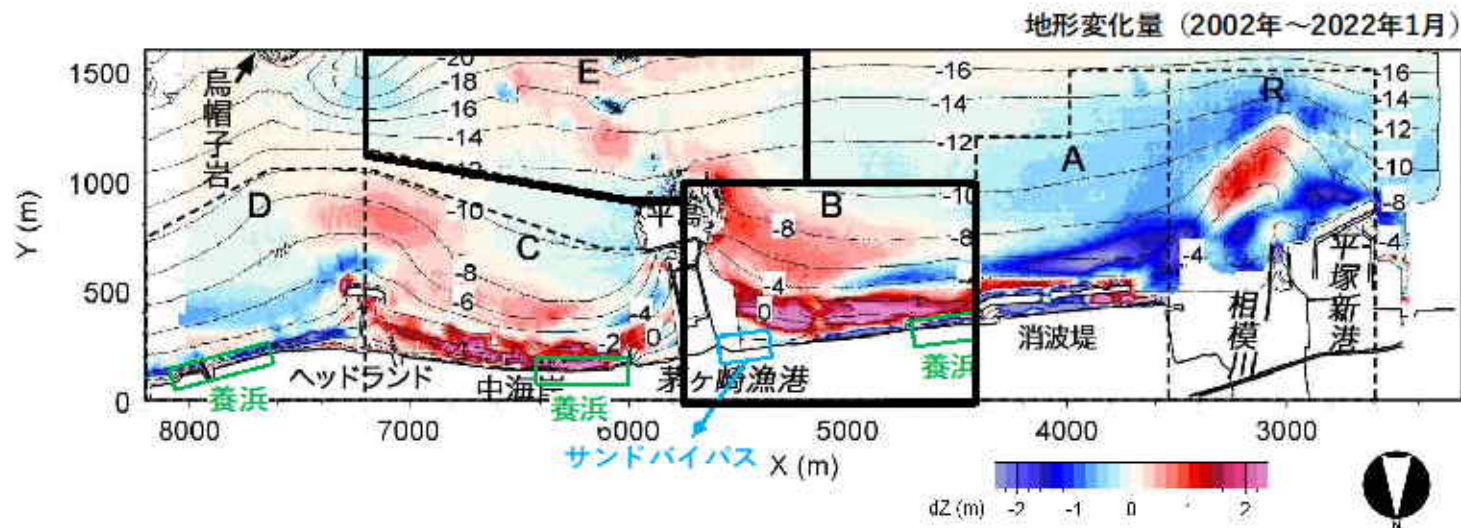 地形変化量（2002年～2022年1月）
1500
1000
500
0
Y (m)
烏帽子岩
-20
-18
-16
-14
E
-16
-14
-12
R
16
14
-12
-10
-8
A
D
-10
C
-8
-6
平島
B
-10
-8
-8
-4
0
-4
-4
-4
0
-2
ヘッドランド
中海岸
茅ヶ崎漁港
消波堤
相模川
平塚新港
養浜
養浜
養浜
サンドバイパス
8000
7000
6000
5000
4000
3000
X (m)
dZ (m)
-2
-1
0
1
2
N